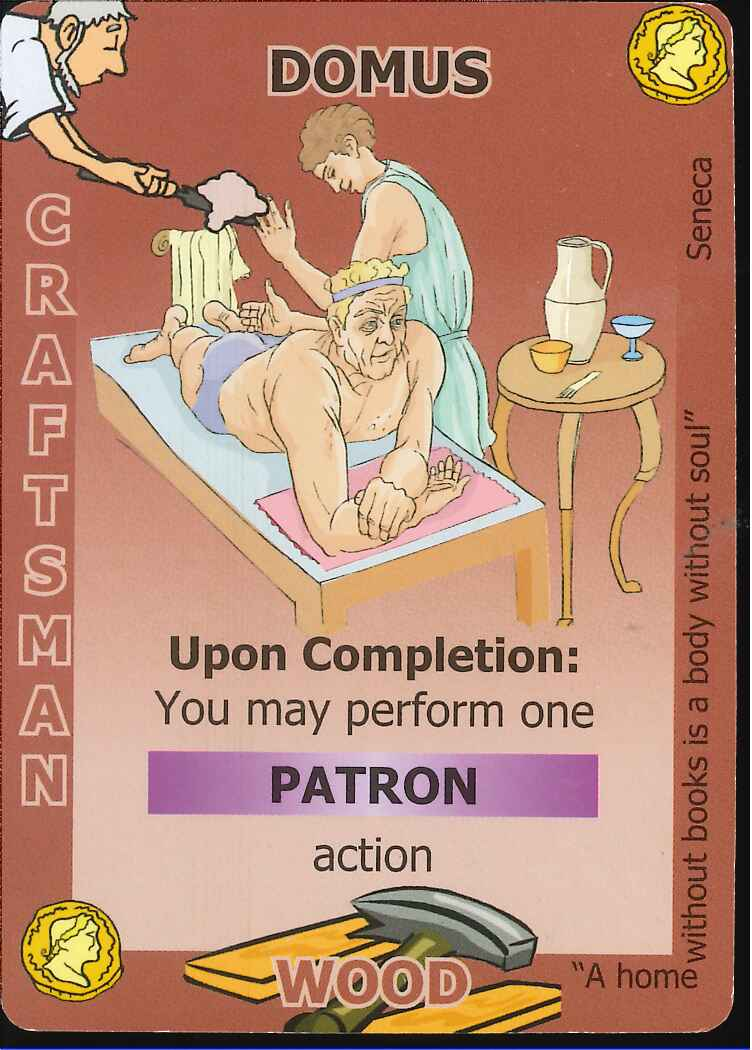 DOMUS
CRAFTSMAN
Upon Completion:
You may perform one
PATRON
action
WOOD
“A home without books is a body without soul”
Seneca